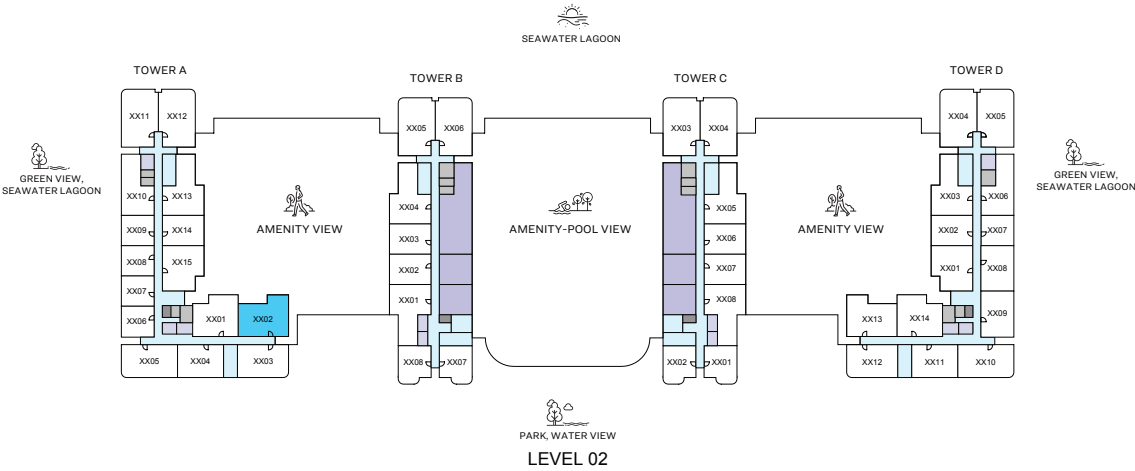 SEAWATER LAGOON
TOWER A
TOWER B
TOWER C
TOWER D
XX11
XX12
XX05
XX06
XX03
XX04
XX04
XX05
GREEN VIEW,
SEAWATER LAGOON
GREEN VIEW,
SEAWATER LAGOON
XX10
XX13
XX04
XX05
XX03
XX06
AMENITY VIEW
AMENITY-POOL VIEW
AMENITY VIEW
XX09
XX14
XX03
XX06
XX02
XX07
XX08
XX15
XX02
XX07
XX01
XX08
XX07
XX01
XX08
XX06
XX01
XX02
XX13
XX14
XX09
XX05
XX04
XX03
XX08
XX07
XX02
XX01
XX12
XX11
XX10
PARK, WATER VIEW
LEVEL 02